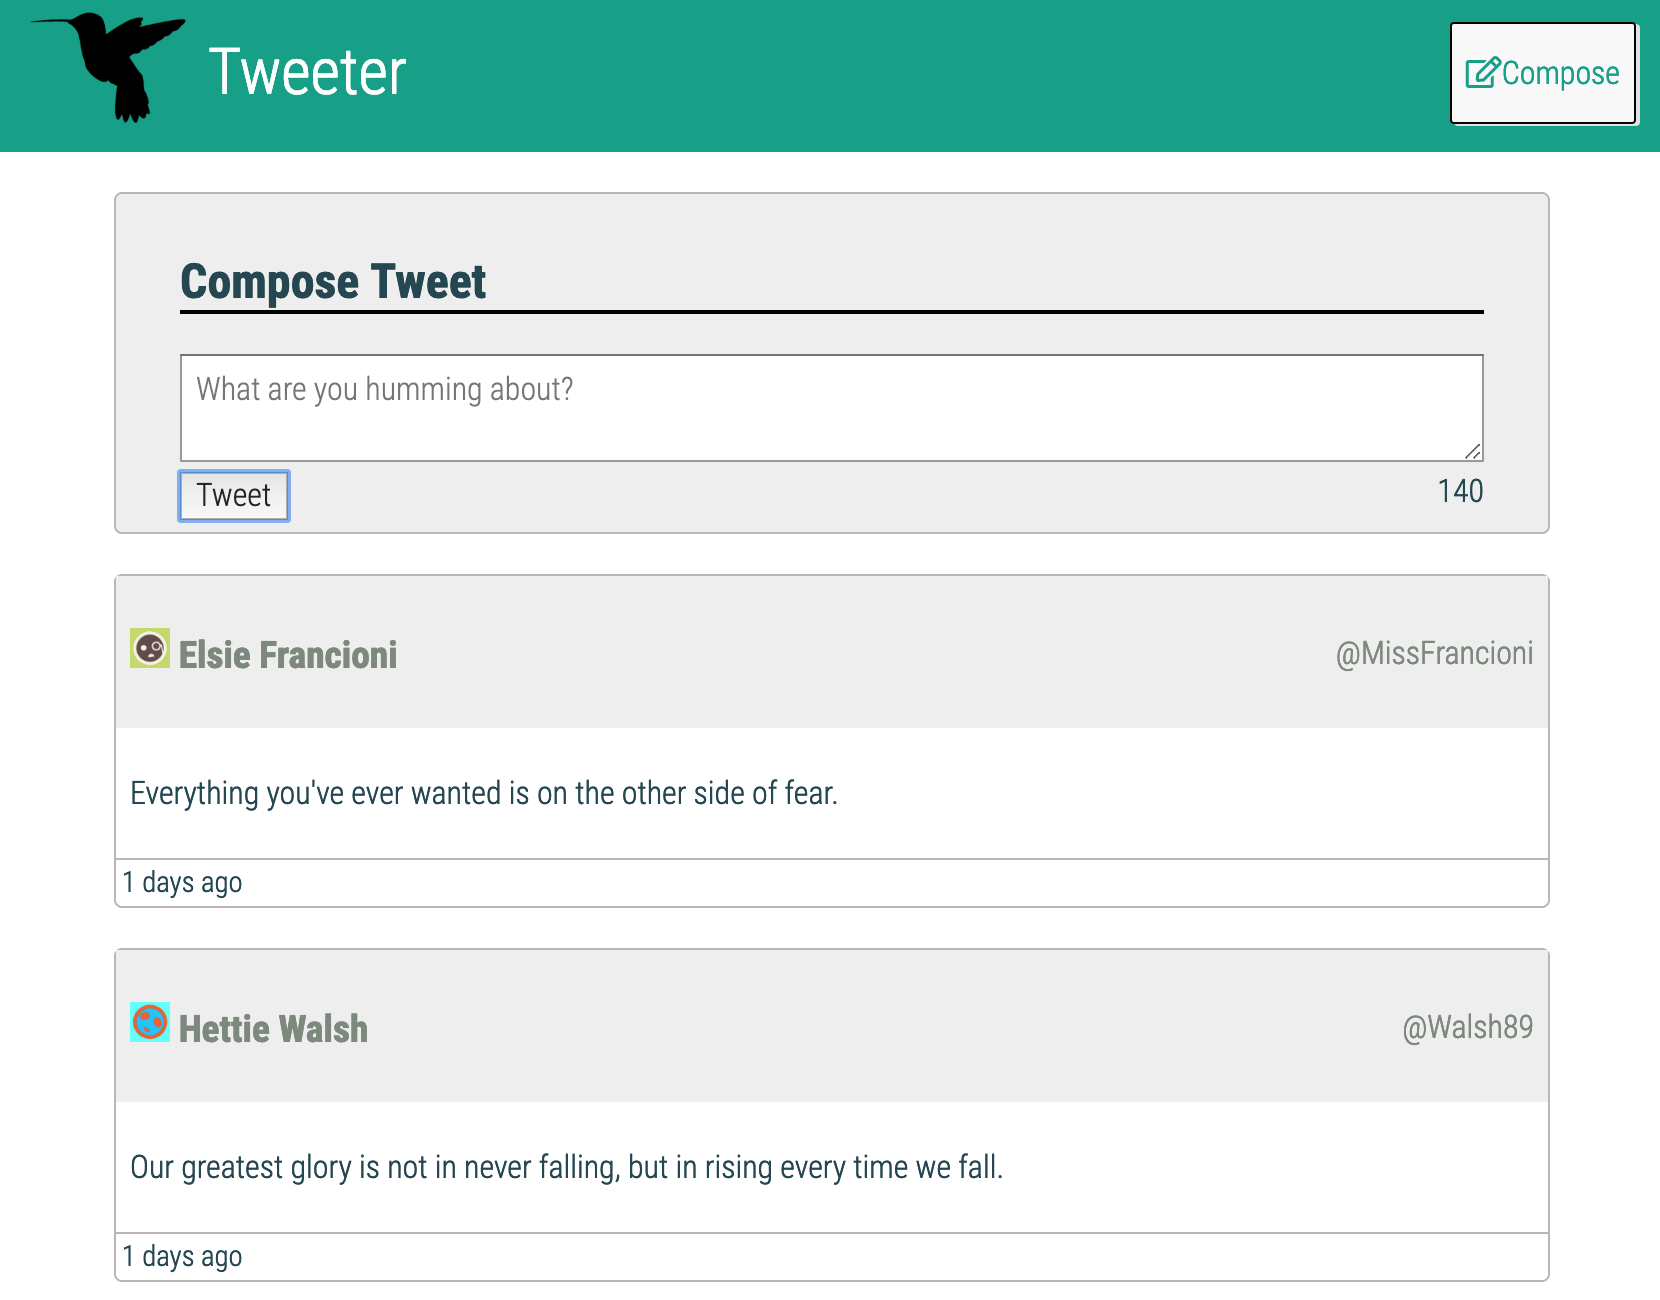 Tweeter
Compose
Compose Tweet
What are you humming about?
Tweet
140
Elsie Francioni
@MissFrancioni
Everything you've ever wanted is on the other side of fear.
1 days ago
Hettie Walsh
@Walsh89
Our greatest glory is not in never falling, but in rising every time we fall.
1 days ago